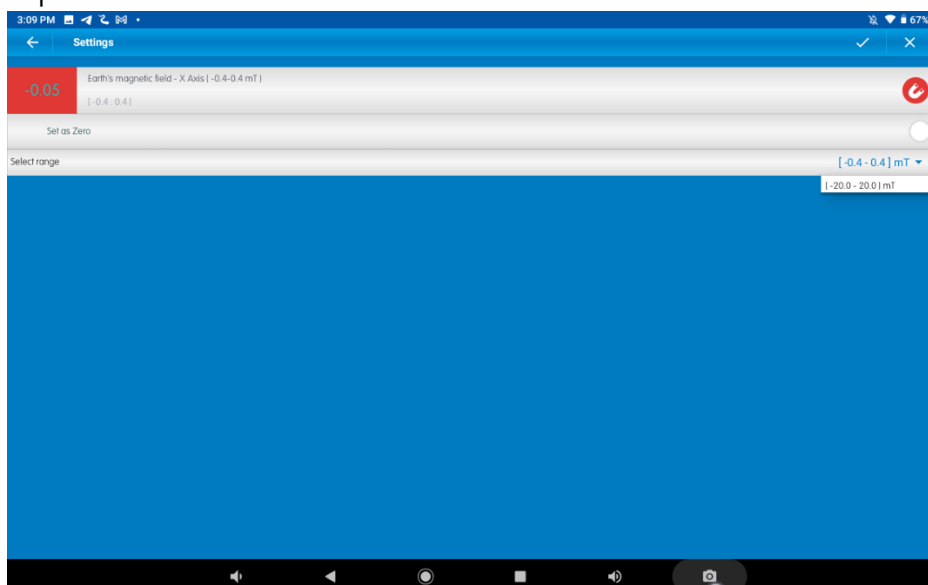 3:09 PM 67%
Settings
-0.05
Earth's magnetic field - X Axis [ -0.4-0.4 mT ]
[ -0.4 : 0.4 ]
Set as Zero
Select range [ -0.4 - 0.4 ] mT
[ -20.0 - 20.0 ] mT